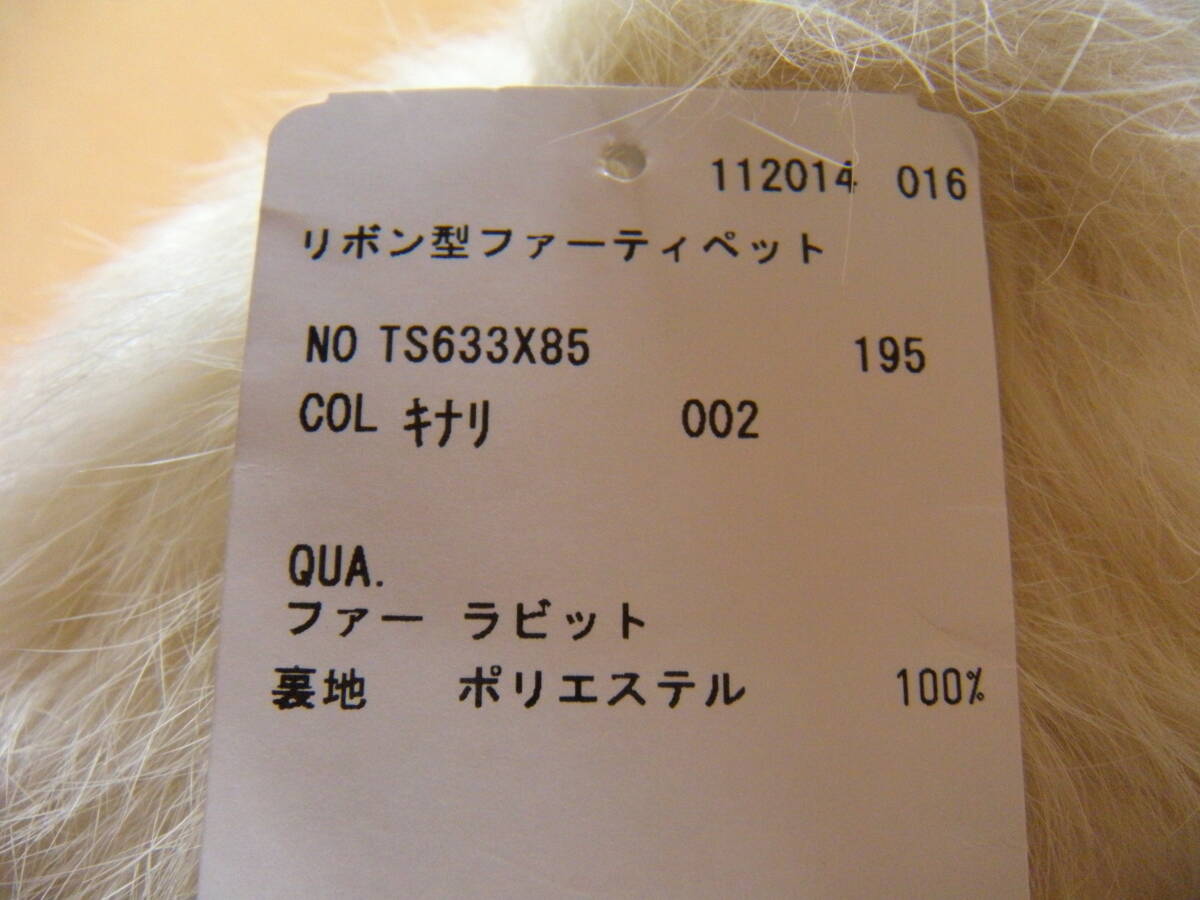 112014 016
リボン型ファーティペット
NO TS633X85 195
COL キナリ 002
QUA.
ファー ラビット
裏地 ポリエステル 100%